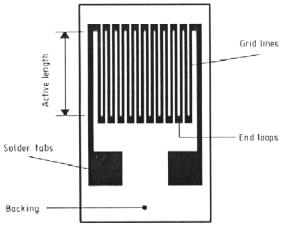 Grid lines
Active length
End loops
Solder tabs
Backing